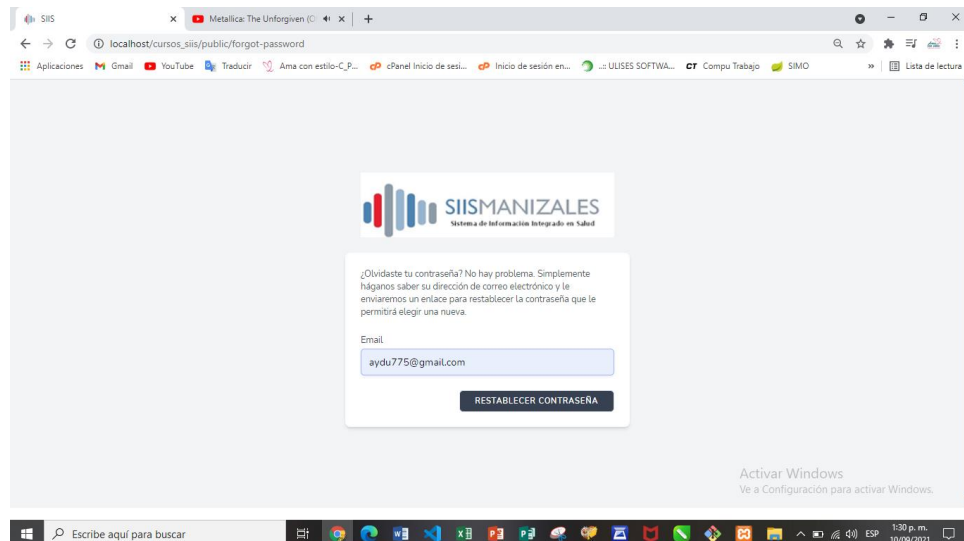 SIIS
Metallica: The Unforgiven (O
localhost/cursos_siis/public/forgot-password
Aplicaciones
Gmail
YouTube
Traducir
Ama con estilo-C_P...
cPanel Inicio de sesi...
Inicio de sesión en...
..:: ULISES SOFTWA...
CT Compu Trabajo
SIMO
»
Lista de lectura
SIISMANIZALES
Sistema de Información Integrado en Salud
¿Olvidaste tu contraseña? No hay problema. Simplemente
háganos saber su dirección de correo electrónico y le
enviaremos un enlace para restablecer la contraseña que le
permitirá elegir una nueva.
Email
aydu775@gmail.com
RESTABLECER CONTRASEÑA
Activar Windows
Ve a Configuración para activar Windows.
Escribe aquí para buscar
ESP
1:30 p. m.
10/09/2021